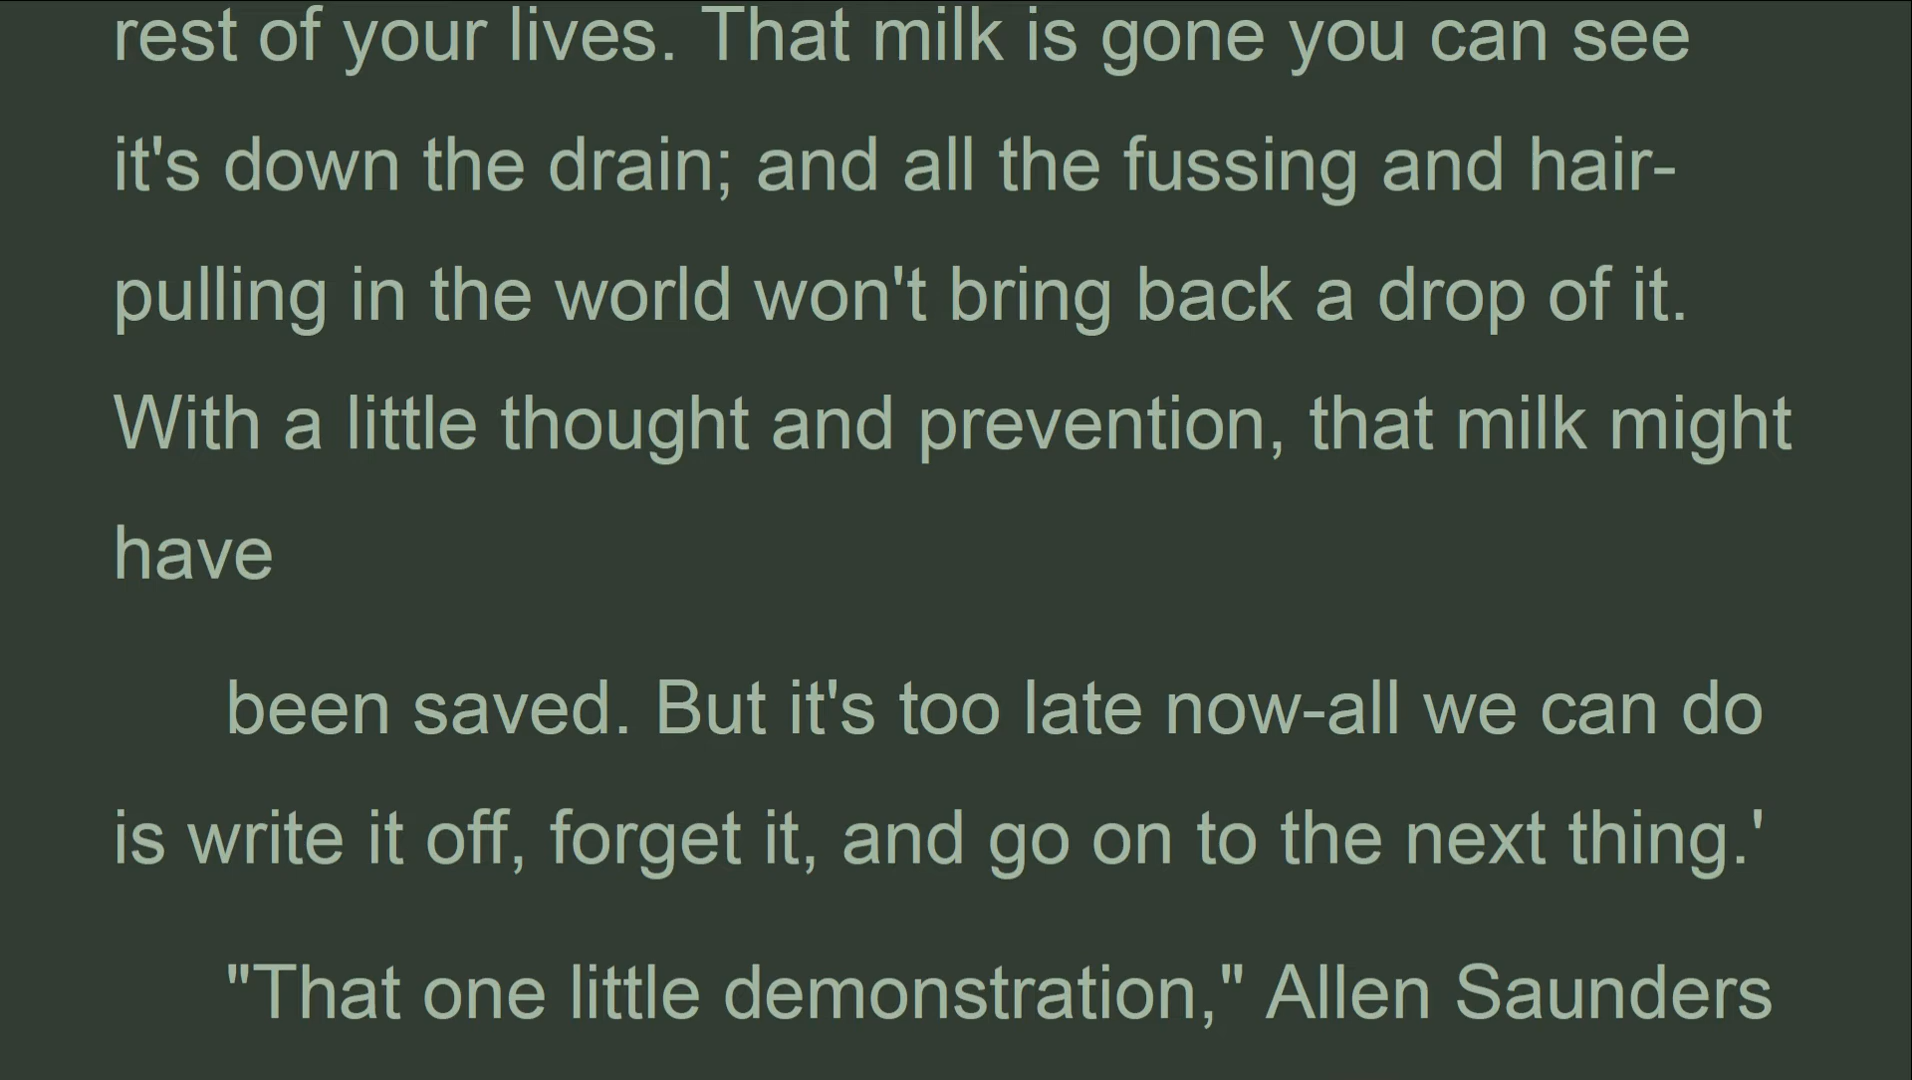 rest of your lives. That milk is gone you can see
it's down the drain; and all the fussing and hair-
pulling in the world won't bring back a drop of it.
With a little thought and prevention, that milk might
have
been saved. But it's too late now-all we can do
is write it off, forget it, and go on to the next thing.'
"That one little demonstration," Allen Saunders